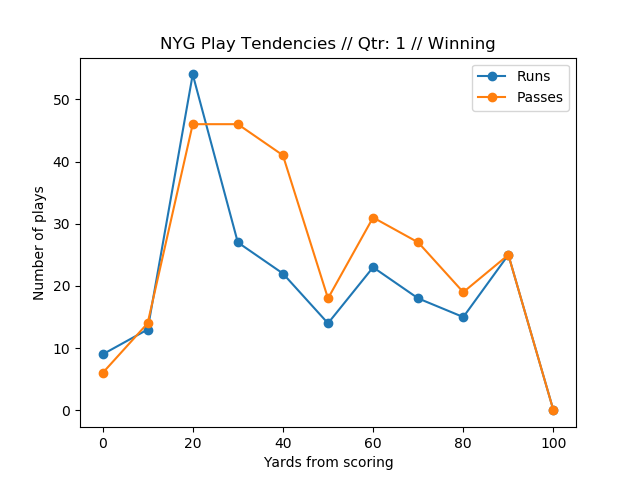 NYG Play Tendencies // Qtr: 1 // Winning
Runs
Passes
Number of plays
50
40
30
20
10
0
0 20 40 60 80 100
Yards from scoring